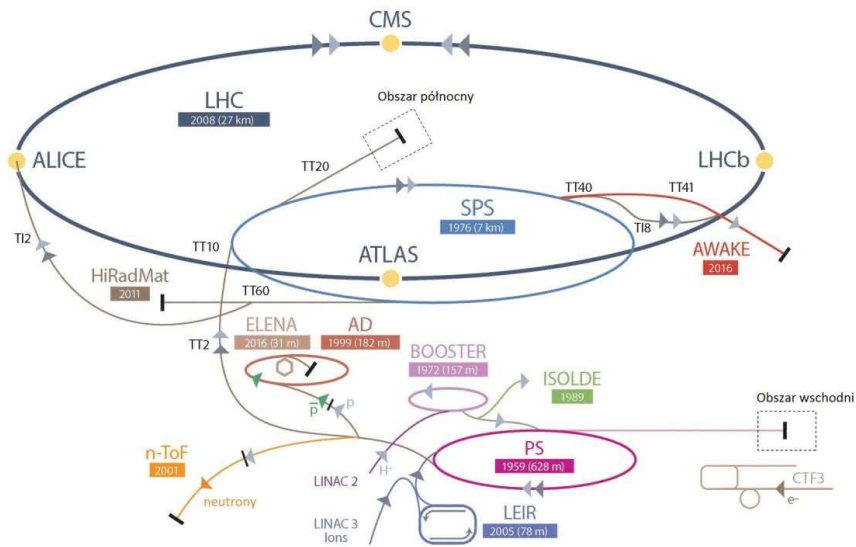 CMS
LHC
2008 (27 km)
Obszar północny
ALICE
LHCb
TT20
TT40
TT41
SPS
1976 (7 km)
TI8
TI2
TT10
ATLAS
AWAKE
2016
HiRadMat
2011
TT60
ELENA
2016 (31 m)
AD
1999 (182 m)
TT2
BOOSTER
1972 (157 m)
ISOLDE
1989
p̅
p
Obszar wschodni
n-ToF
2001
PS
1959 (628 m)
LINAC 2
H⁺
neutrony
CTF3
e-
LINAC 3
Ions
LEIR
2005 (78 m)